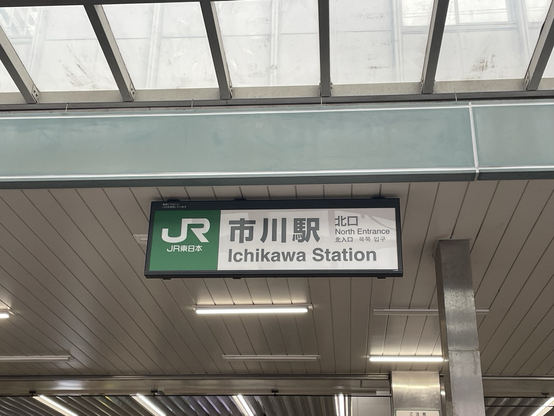 JR
JR東日本
市川駅
北口
North Entrance
北入口 북쪽 입구
Ichikawa Station